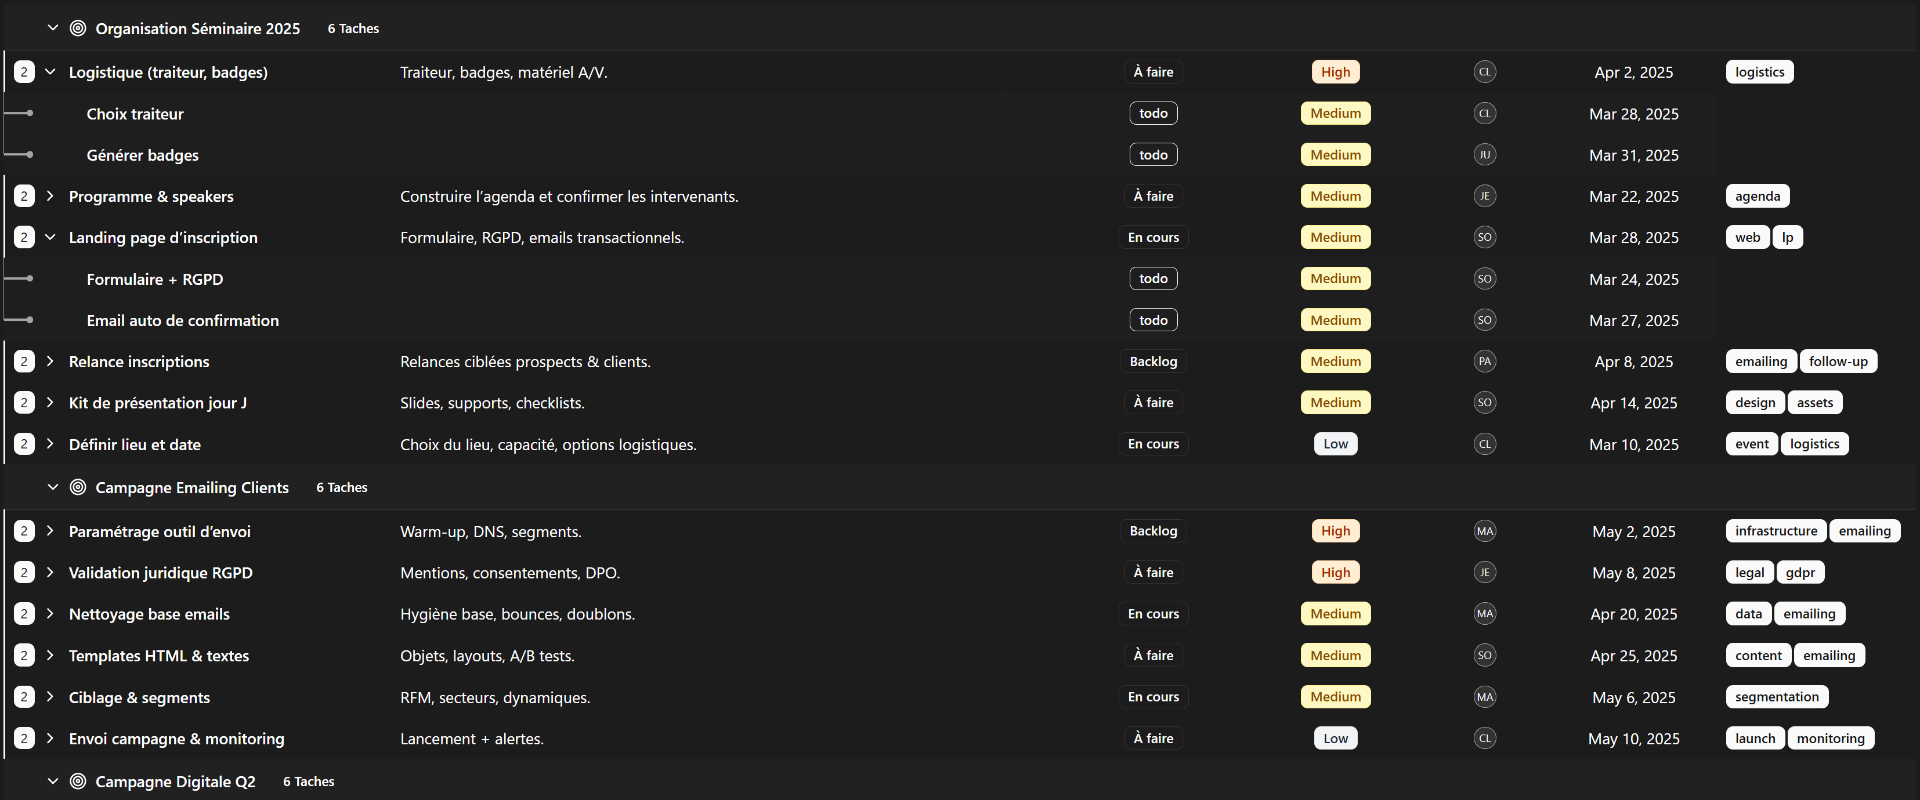 Organisation Séminaire 2025 6 Taches
2 Logistique (traiteur, badges) Traiteur, badges, matériel A/V. À faire High CL Apr 2, 2025 logistics
Choix traiteur todo Medium CL Mar 28, 2025
Générer badges todo Medium JU Mar 31, 2025
2 Programme & speakers Construire l’agenda et confirmer les intervenants. À faire Medium JE Mar 22, 2025 agenda
2 Landing page d’inscription Formulaire, RGPD, emails transactionnels. En cours Medium SO Mar 28, 2025 web lp
Formulaire + RGPD todo Medium SO Mar 24, 2025
Email auto de confirmation todo Medium SO Mar 27, 2025
2 Relance inscriptions Relances ciblées prospects & clients. Backlog Medium PA Apr 8, 2025 emailing follow-up
2 Kit de présentation jour J Slides, supports, checklists. À faire Medium SO Apr 14, 2025 design assets
2 Définir lieu et date Choix du lieu, capacité, options logistiques. En cours Low CL Mar 10, 2025 event logistics
Campagne Emailing Clients 6 Taches
2 Paramétrage outil d’envoi Warm-up, DNS, segments. Backlog High MA May 2, 2025 infrastructure emailing
2 Validation juridique RGPD Mentions, consentements, DPO. À faire High JE May 8, 2025 legal gdpr
2 Nettoyage base emails Hygiène base, bounces, doublons. En cours Medium MA Apr 20, 2025 data emailing
2 Templates HTML & textes Objets, layouts, A/B tests. À faire Medium SO Apr 25, 2025 content emailing
2 Ciblage & segments RFM, secteurs, dynamiques. En cours Medium MA May 6, 2025 segmentation
2 Envoi campagne & monitoring Lancement + alertes. À faire Low CL May 10, 2025 launch monitoring
Campagne Digitale Q2 6 Taches